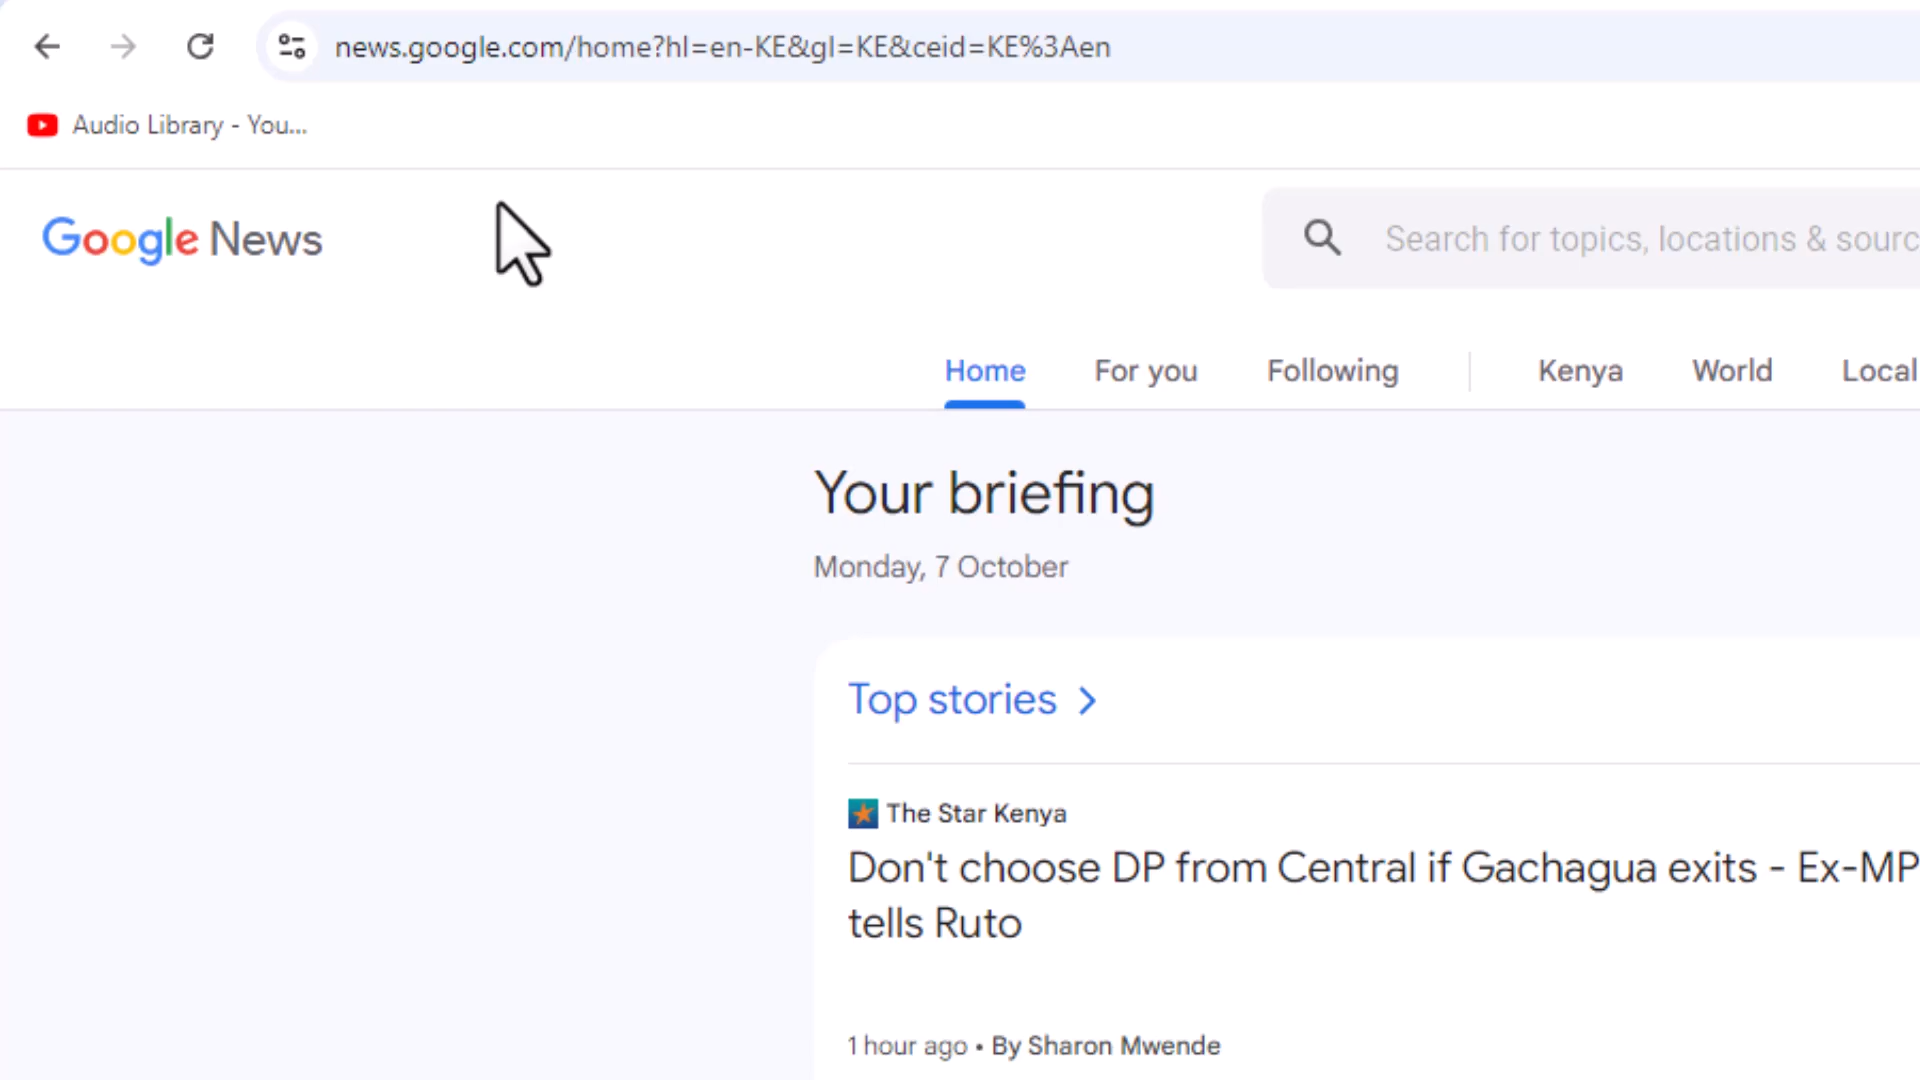 news.google.com/home?hl=en-KE&gl=KE&ceid=KE%3Aen
Audio Library - You...
Google News
Search for topics, locations & sourc
Home For you Following Kenya World Local
Your briefing
Monday, 7 October
Top stories
The Star Kenya
Don't choose DP from Central if Gachagua exits - Ex-MP
tells Ruto
1 hour ago • By Sharon Mwende